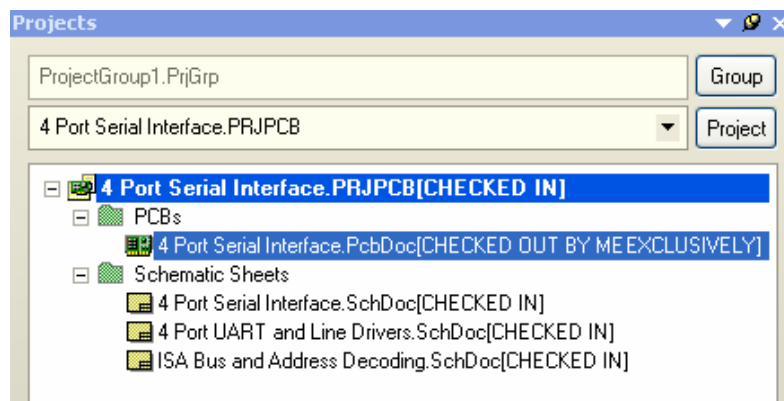 Projects
ProjectGroup1.PrjGrp Group
4 Port Serial Interface.PRJPCB Project
4 Port Serial Interface.PRJPCB[CHECKED IN]
PCBs
4 Port Serial Interface.PcbDoc[CHECKED OUT BY ME EXCLUSIVELY]
Schematic Sheets
4 Port Serial Interface.SchDoc[CHECKED IN]
4 Port UART and Line Drivers.SchDoc[CHECKED IN]
ISA Bus and Address Decoding.SchDoc[CHECKED IN]